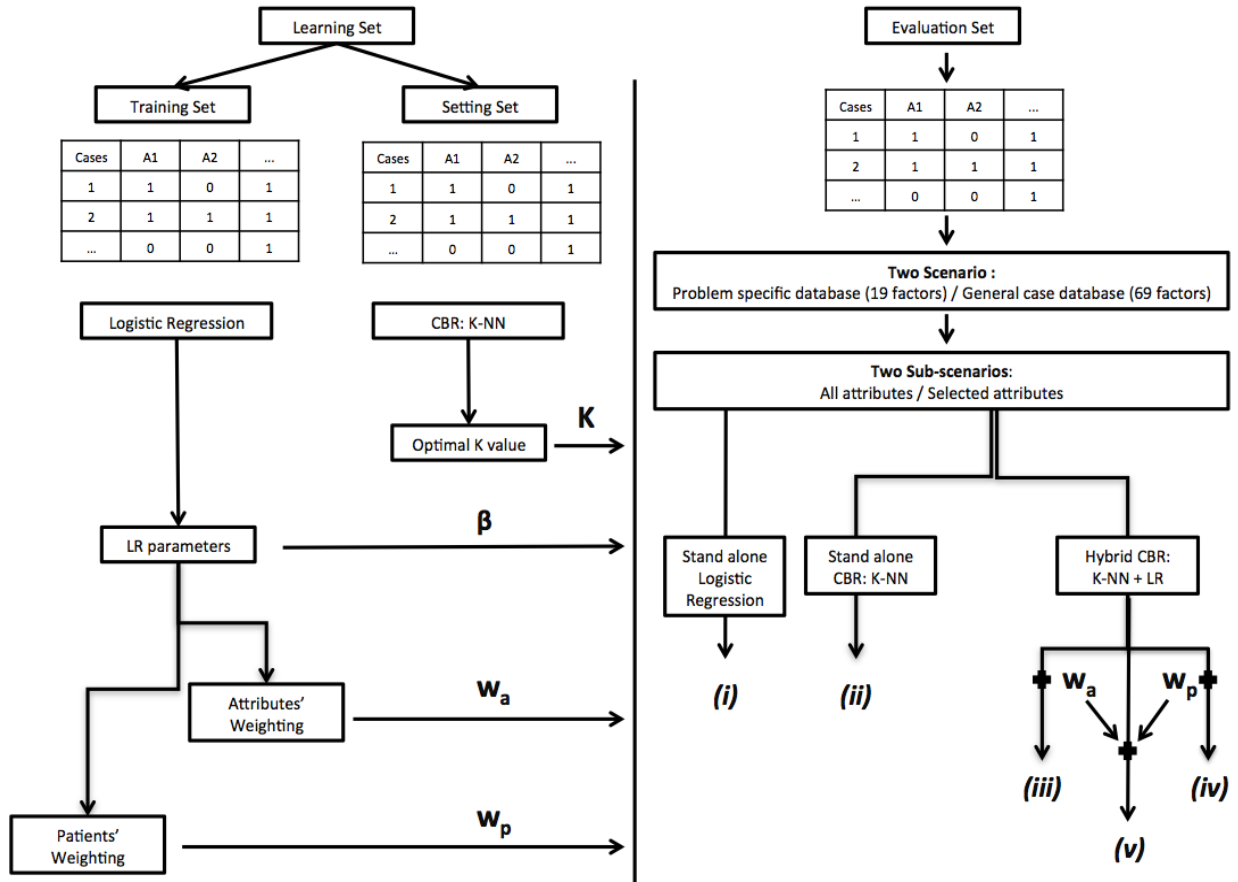 Learning Set
Training Set
Setting Set
Cases A1 A2 ...
1 1 0 1
2 1 1 1
... 0 0 1
Cases A1 A2 ...
1 1 0 1
2 1 1 1
... 0 0 1
Logistic Regression
CBR: K-NN
Optimal K value
K
LR parameters
β
Attributes'
Weighting
wa
Patients'
Weighting
wp
Evaluation Set
Cases A1 A2 ...
1 1 0 1
2 1 1 1
... 0 0 1
Two Scenario :
Problem specific database (19 factors) / General case database (69 factors)
Two Sub-scenarios:
All attributes / Selected attributes
Stand alone
Logistic
Regression
Stand alone
CBR: K-NN
Hybrid CBR:
K-NN + LR
wa
wp
(i)
(ii)
(iii)
(iv)
(v)